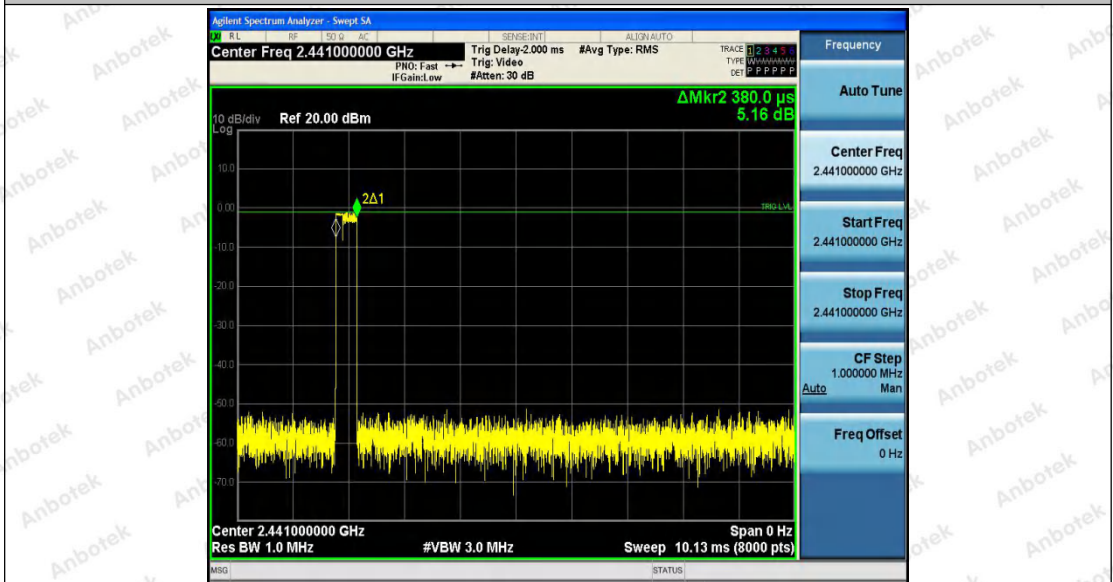 Agilent Spectrum Analyzer - Swept SA
LXI RL RF 50 Ω AC SENSE:INT ALIGN AUTO
Center Freq 2.441000000 GHz
PNO: Fast
IFGain:Low
Trig Delay-2.000 ms
Trig: Video
#Atten: 30 dB
#Avg Type: RMS
TRACE 1 2 3 4 5 6
TYPE W
DET P P P P P P
ΔMkr2 380.0 µs
5.16 dB
10 dB/div Ref 20.00 dBm
Log
10.0
0.00
-10.0
-20.0
-30.0
-40.0
-50.0
-60.0
-70.0
2Δ1
TRIG LVL
Center 2.441000000 GHz
Span 0 Hz
Res BW 1.0 MHz
#VBW 3.0 MHz
Sweep 10.13 ms (8000 pts)
MSG
STATUS
Frequency
Auto Tune
Center Freq
2.441000000 GHz
Start Freq
2.441000000 GHz
Stop Freq
2.441000000 GHz
CF Step
1.000000 MHz
Auto Man
Freq Offset
0 Hz
Anbotek